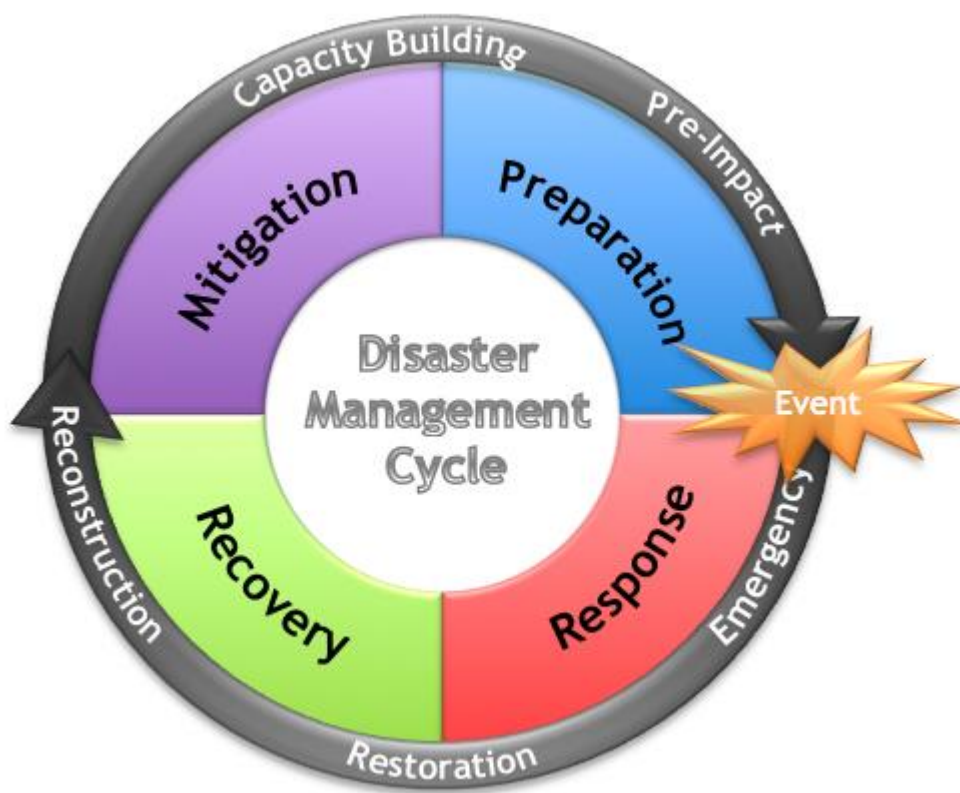 Capacity Building
Pre-Impact
Mitigation
Preparation
Disaster
Management
Cycle
Event
Reconstruction
Recovery
Response
Emergency
Restoration